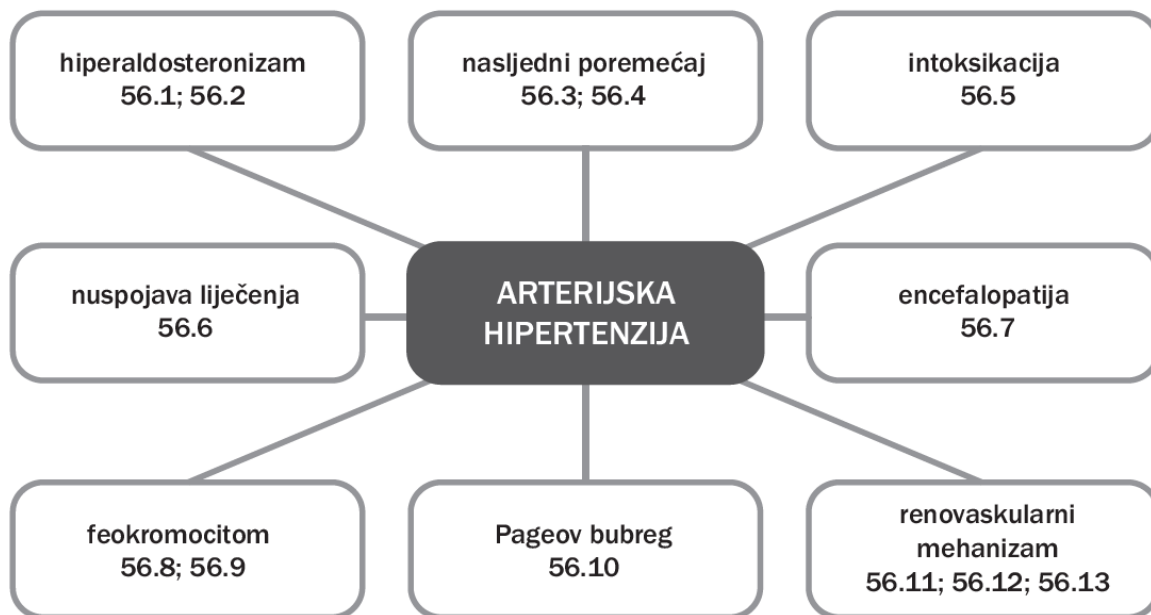 hiperaldosteronizam
56.1; 56.2
nasljedni poremećaj
56.3; 56.4
intoksikacija
56.5
nuspojava liječenja
56.6
ARTERIJSKA
HIPERTENZIJA
encefalopatija
56.7
feokromocitom
56.8; 56.9
Pageov bubreg
56.10
renovaskularni
mehanizam
56.11; 56.12; 56.13